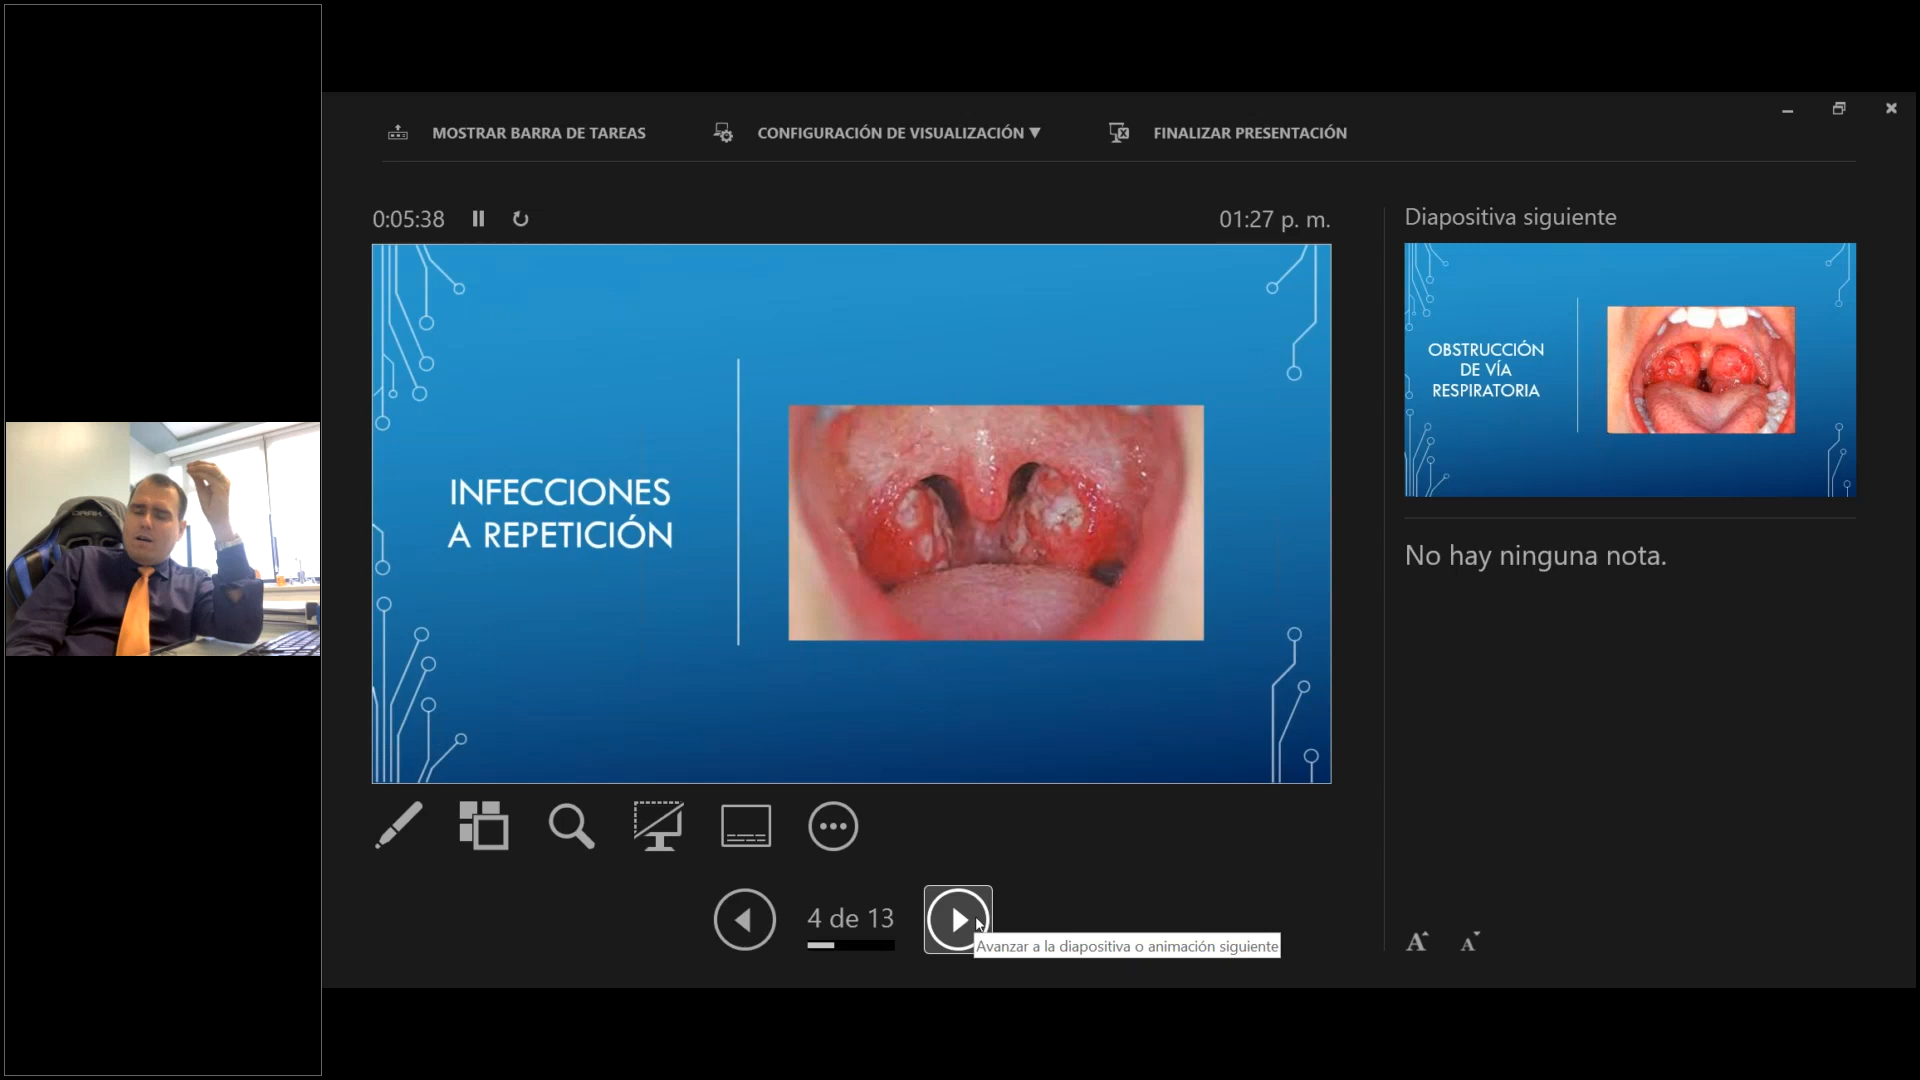 MOSTRAR BARRA DE TAREAS
CONFIGURACIÓN DE VISUALIZACIÓN ▼
FINALIZAR PRESENTACIÓN
0:05:38
01:27 p. m.
INFECCIONES
A REPETICIÓN
4 de 13
Avanzar a la diapositiva o animación siguiente
Diapositiva siguiente
OBSTRUCCIÓN
DE VÍA
RESPIRATORIA
No hay ninguna nota.
A A